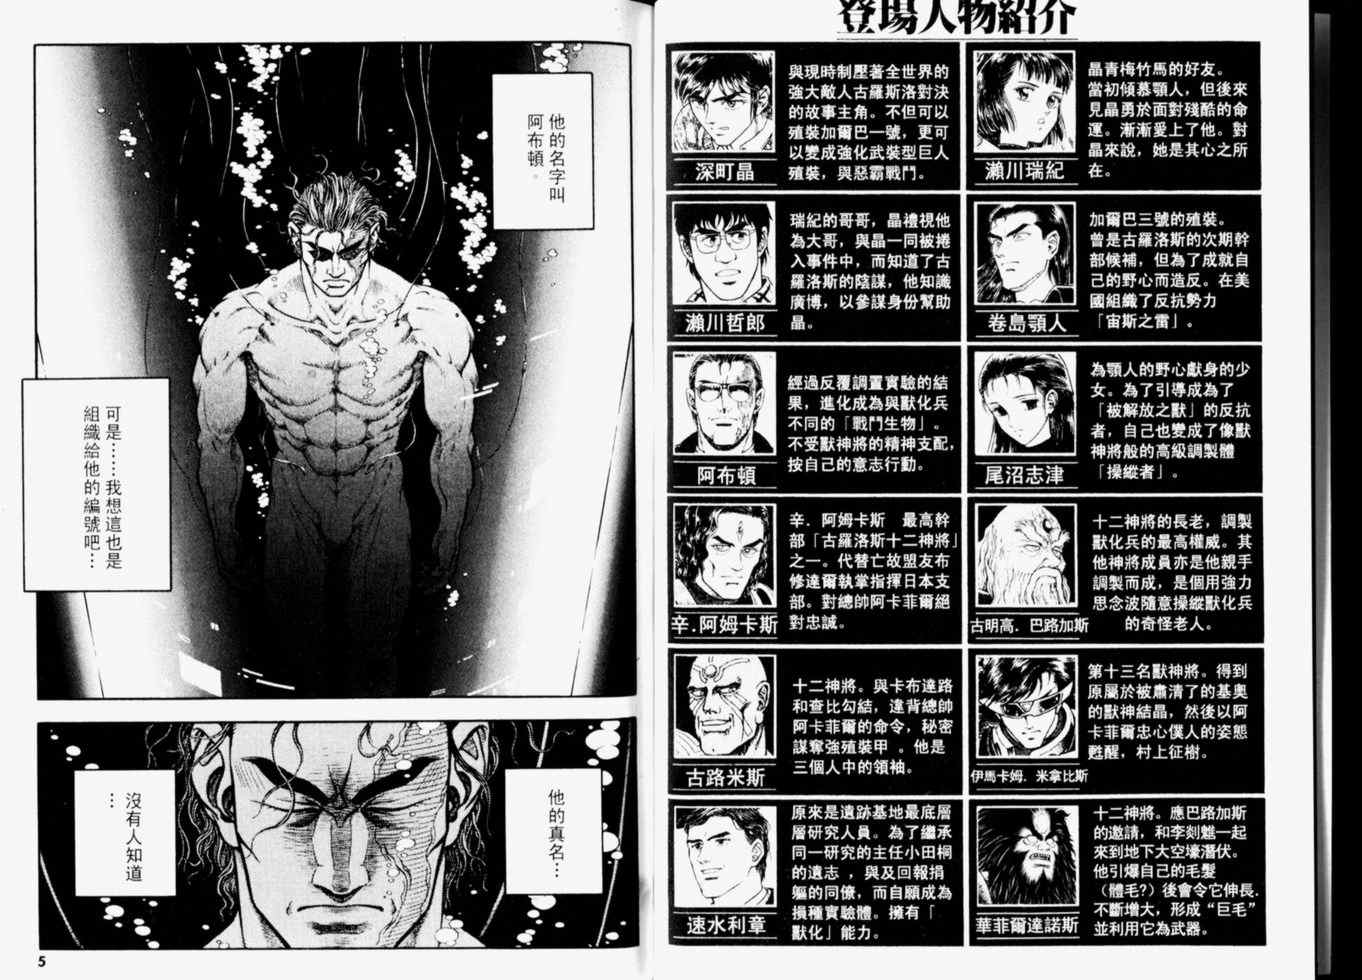 登場人物紹介
與現時制壓著全世界的
強大敵人古羅斯洛對決
的故事主角。不但可以
殖裝加爾巴一號，更可
以變成強化武裝型巨人
殖裝，與惡霸戰鬥。
深町晶
晶青梅竹馬的好友。
當初傾慕顎人，但後來
見晶勇於面對殘酷的命
運。漸漸愛上了他。對
晶來說，她是其心之所
在。
瀨川瑞紀
瑞紀的哥哥，晶禮視他
為大哥，與晶一同被捲
入事件中，而知道了古
羅洛斯的陰謀，他知識
廣博，以參謀身份幫助
晶。
瀨川哲郎
加爾巴三號的殖裝。
曾是古羅洛斯的次期幹
部候補，但為了成就自
己的野心而造反。在美
國組織了反抗勢力
「宙斯之雷」。
卷島顎人
經過反覆調置實驗的結
果，進化成為與獸化兵
不同的「戰鬥生物」。
不受獸神將的精神支配，
按自己的意志行動。
阿布頓
為顎人的野心獻身的少
女。為了引導成為了
「被解放之獸」的反抗
者，自己也變成了像獸
神將般的高級調製體
「操縱者」。
尾沼志津
辛．阿姆卡斯　最高幹
部「古羅洛斯十二神將」
之一。代替亡故盟友布
修達爾執掌指揮日本支
部。對總帥阿卡菲爾絕
對忠誠。
辛.阿姆卡斯
十二神將的長老，調製
獸化兵的最高權威。其
他神將成員亦是他親手
調製而成，是個用強力
思念波隨意操縱獸化兵
的奇怪老人。
古明高．巴路加斯
十二神將。與卡布達路
和查比勾結，違背總帥
阿卡菲爾的命令，秘密
謀奪強殖裝甲 。他是
三個人中的領袖。
古路米斯
第十三名獸神將。得到
原屬於被肅清了的基奧
的獸神結晶，然後以阿
卡菲爾忠心僕人的姿態
甦醒，村上征樹。
伊馬卡姆．米拿比斯
原來是遺跡基地最底層
層研究人員。為了繼承
同一研究的主任小田桐
的遺志 ，與及回報捐
軀的同僚，而自願成為
損種實驗體。擁有「
獸化」能力。
速水利章
十二神將。應巴路加斯
的邀請，和李剡魋一起
來到地下大空壕潛伏。
他引爆自己的毛髮
（體毛?）後會令它伸長.
不斷增大，形成“巨毛”
並利用它為武器。
華菲爾達諾斯
他的名字叫
阿布頓。
可是……我想這也是
組織給他的編號吧…
他的真名…
沒有人知道
…
5